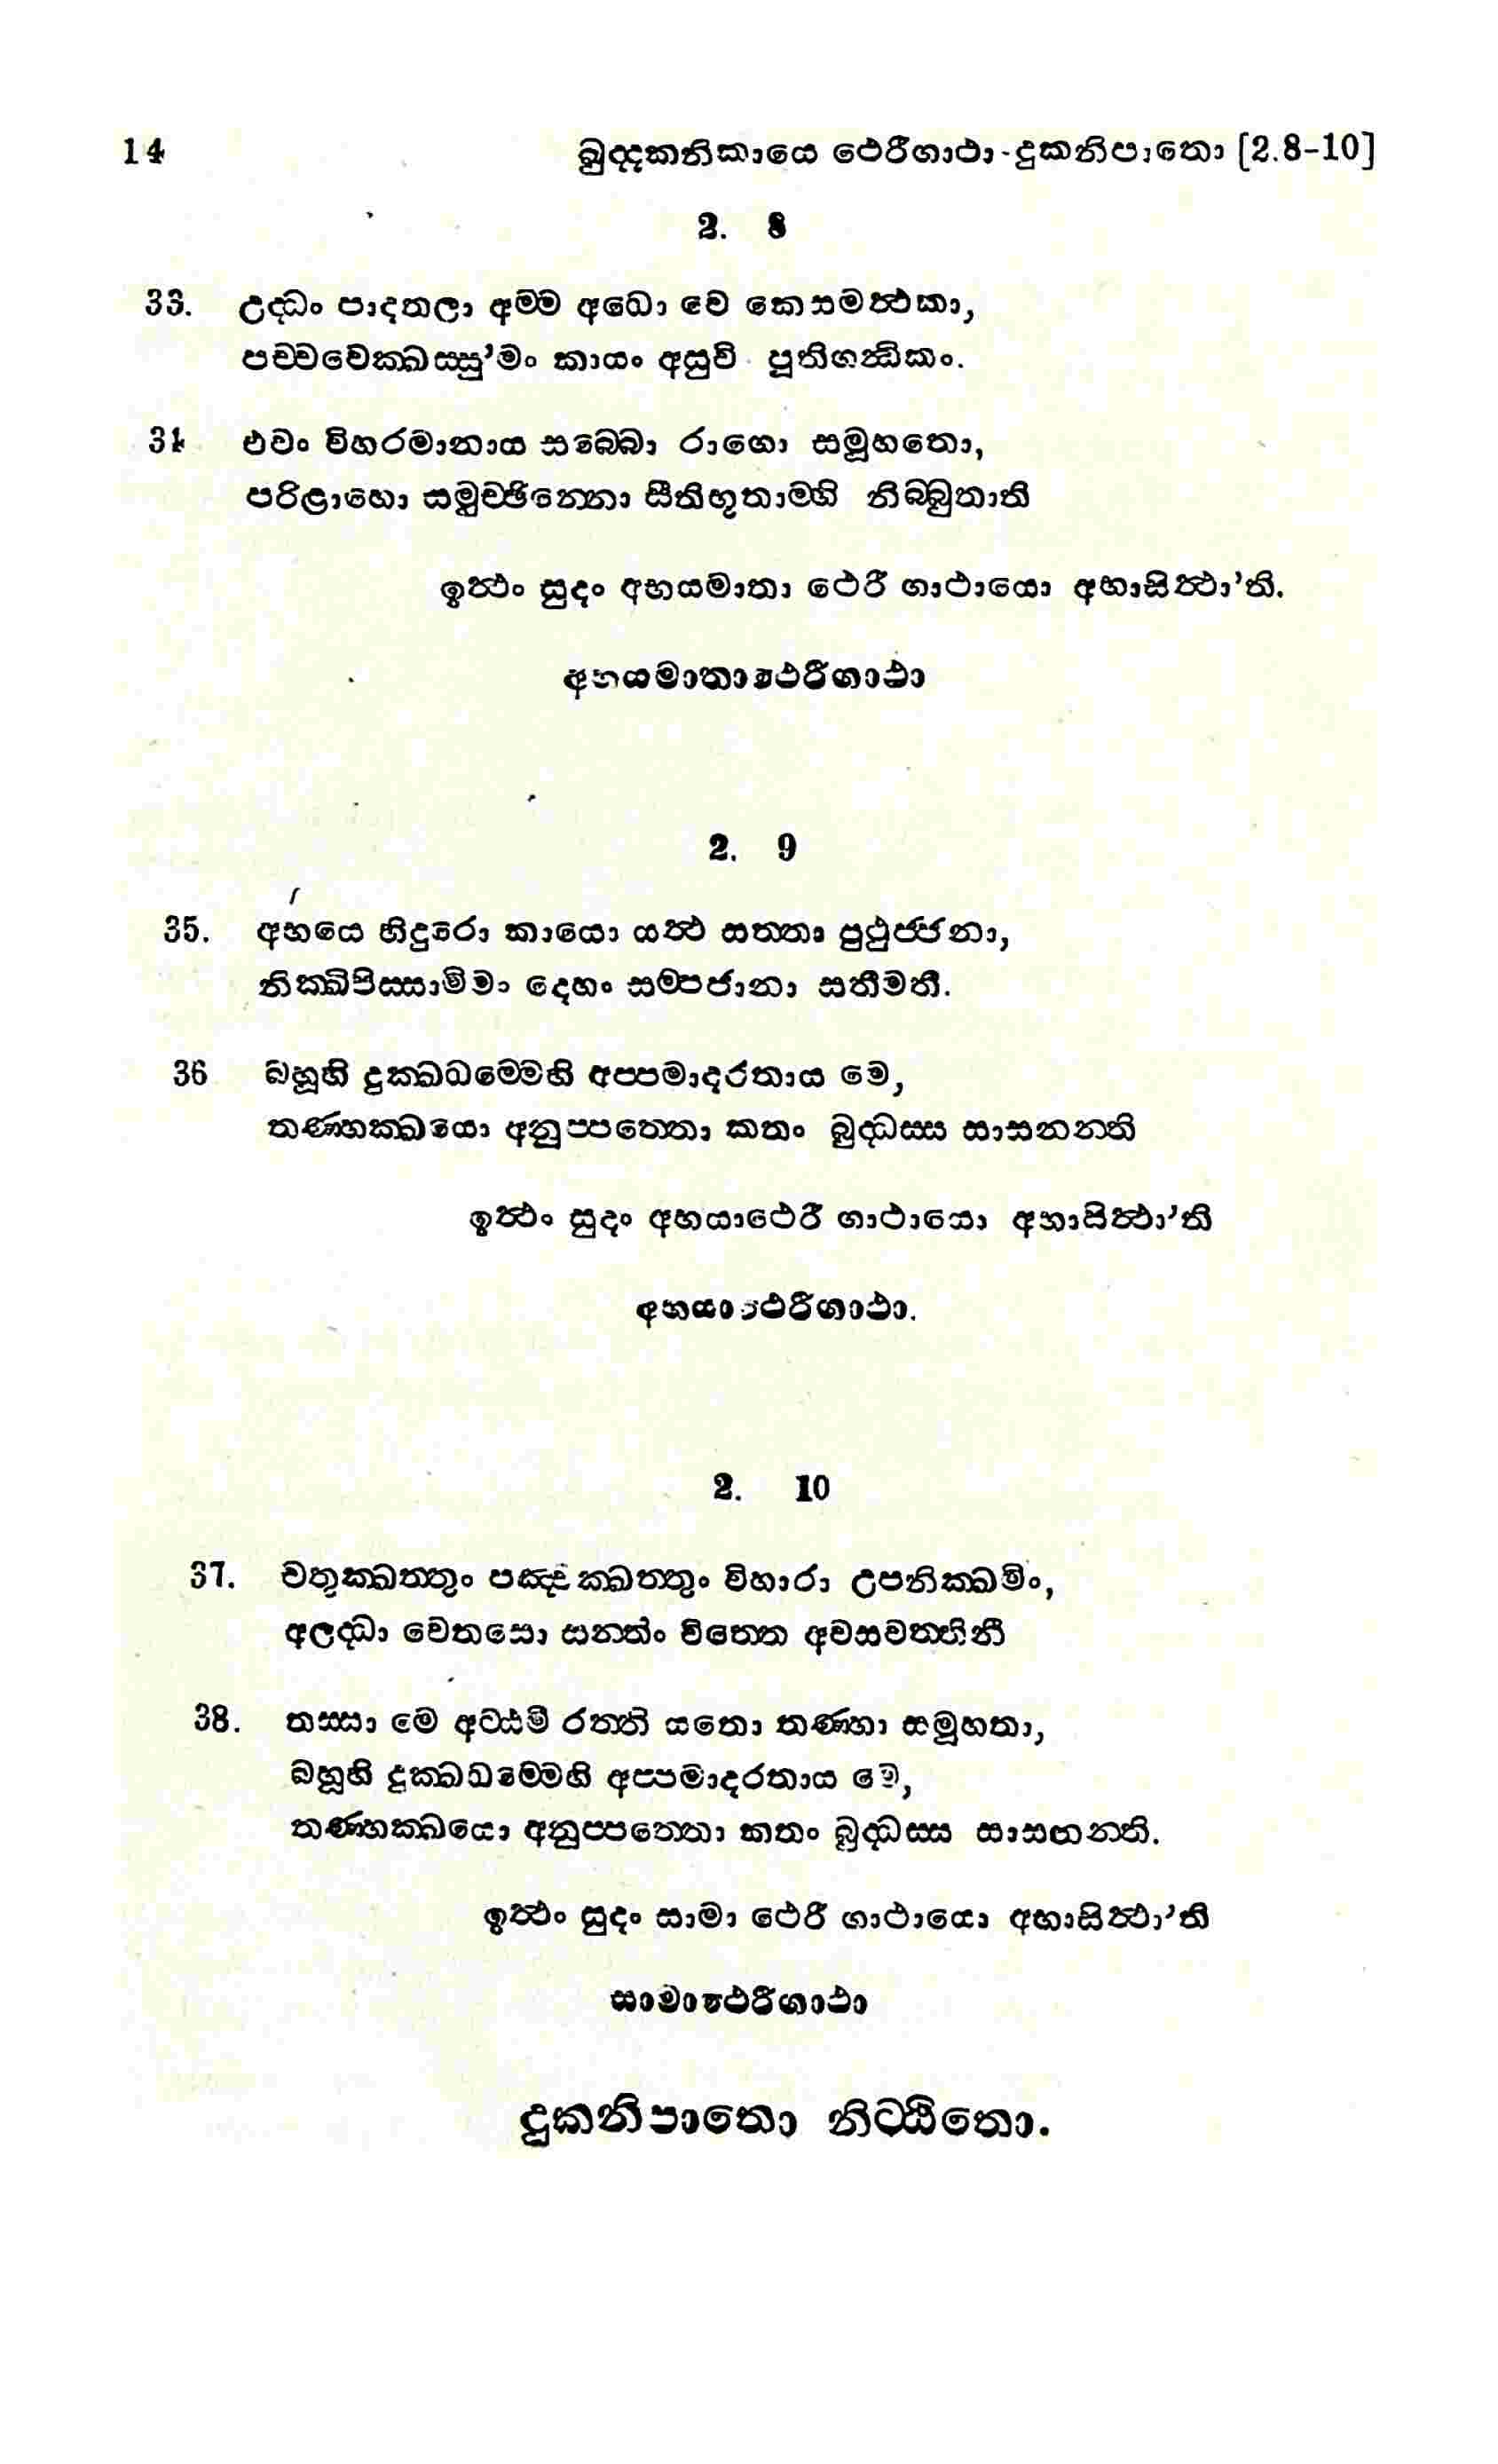 14 ඛුද්දකනිකායෙ ථෙරීගාථා-දුකනිපාතො [2.8-10]
2. 8
33. උද්ධං පාදතලා අම්ම අධො වෙ කෙසමත්ථකා,
පච්චවෙක්ඛස්සු’මං කායං අසුචි පූතිගන්ධිකං.
34 එවං විහරමානාය සබ්බො රාගො සමූහතො,
පරිළාහො සමුච්ඡින්නො සීතිභූතාම්හි නිබ්බුතාති
ඉත්ථං සුදං අභයමාතා ථෙරී ගාථායො අභාසිත්ථා’ති.
අභයමාතාථෙරීගාථා
2. 9
35. අභයෙ භිදුරො කායො යත්ථ සත්තා පුථුජ්ජනා,
නික්ඛිපිස්සාමිමං දෙහං සම්පජානා සතීමතී.
36 බහූහි දුක්ඛධම්මෙහි අප්පමාදරතාය මෙ,
තණ්හක්ඛයො අනුප්පත්තො කතං බුද්ධස්ස සාසනන්ති
ඉත්ථං සුදං අභයාථෙරී ගාථායො අභාසිත්ථා’ති
අභයාථෙරීගාථා.
2. 10
37. චතුක්ඛත්තුං පඤ්චක්ඛත්තුං විහාරා උපනික්ඛමිං,
අලද්ධා චෙතසො සන්තිං චිත්තෙ අවසවත්තිනී
38. තස්සා මෙ අට්ඨමී රත්ති යතො තණ්හා සමූහතා,
බහූහි දුක්ඛධම්මෙහි අප්පමාදරතාය මෙ,
තණ්හක්ඛයො අනුප්පත්තො කතං බුද්ධස්ස සාසනන්ති.
ඉත්ථං සුදං සාමා ථෙරී ගාථායො අභාසිත්ථා’ති
සාමාථෙරීගාථා
දුකනිපාතො නිට්ඨිතො.